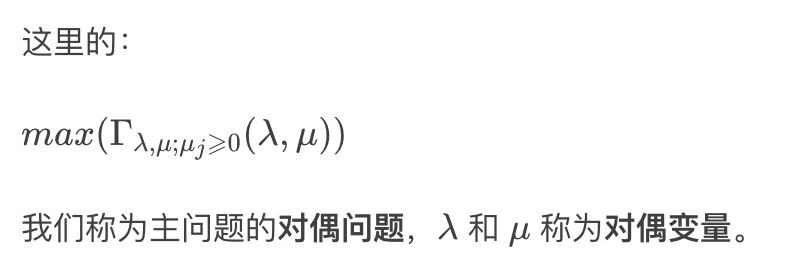 这里的：
max(Γ_{λ,μ;μ_j⩾0}(λ, μ))
我们称为主问题的对偶问题，λ 和 μ 称为对偶变量。